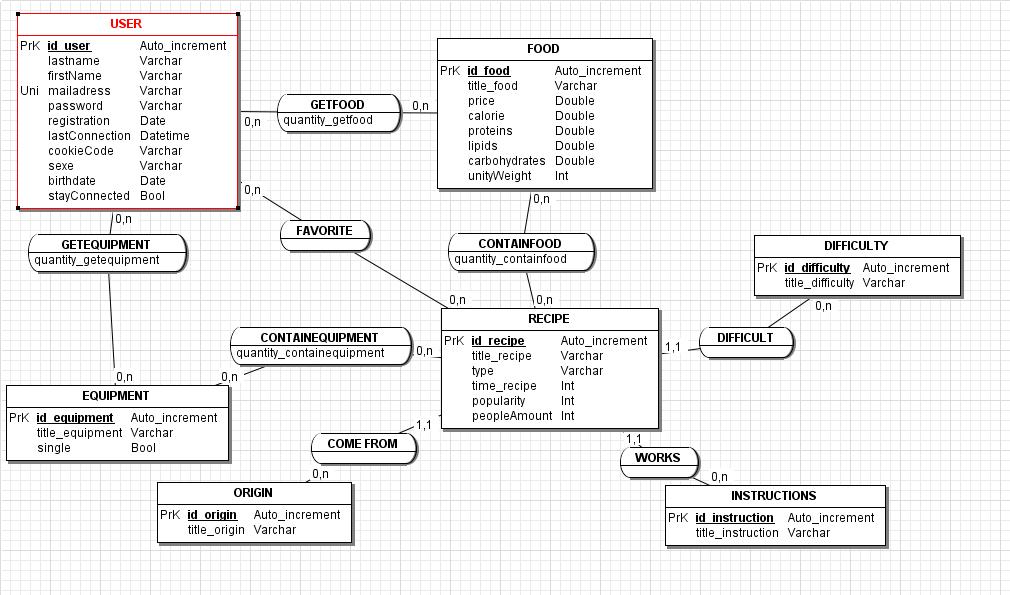 USER
PrK id_user Auto_increment
lastname Varchar
firstName Varchar
Uni mailadress Varchar
password Varchar
registration Date
lastConnection Datetime
cookieCode Varchar
sexe Varchar
birthdate Date
stayConnected Bool
0,n
GETFOOD
quantity_getfood
0,n
FOOD
PrK id_food Auto_increment
title_food Varchar
price Double
calorie Double
proteins Double
lipids Double
carbohydrates Double
unityWeight Int
0,n
FAVORITE
0,n
0,n
GETEQUIPMENT
quantity_getequipment
0,n
0,n
CONTAINFOOD
quantity_containfood
0,n
DIFFICULTY
PrK id_difficulty Auto_increment
title_difficulty Varchar
0,n
DIFFICULT
1,1
RECIPE
PrK id_recipe Auto_increment
title_recipe Varchar
type Varchar
time_recipe Int
popularity Int
peopleAmount Int
CONTAINEQUIPMENT
quantity_containequipment
0,n
0,n
EQUIPMENT
PrK id_equipment Auto_increment
title_equipment Varchar
single Bool
1,1
COME FROM
0,n
ORIGIN
PrK id_origin Auto_increment
title_origin Varchar
1,1
WORKS
0,n
INSTRUCTIONS
PrK id_instruction Auto_increment
title_instruction Varchar